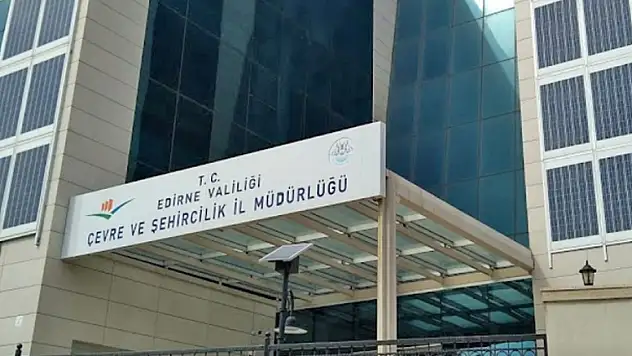 T.C.
EDİRNE VALİLİĞİ
ÇEVRE VE ŞEHİRCİLİK İL MÜDÜRLÜĞÜ